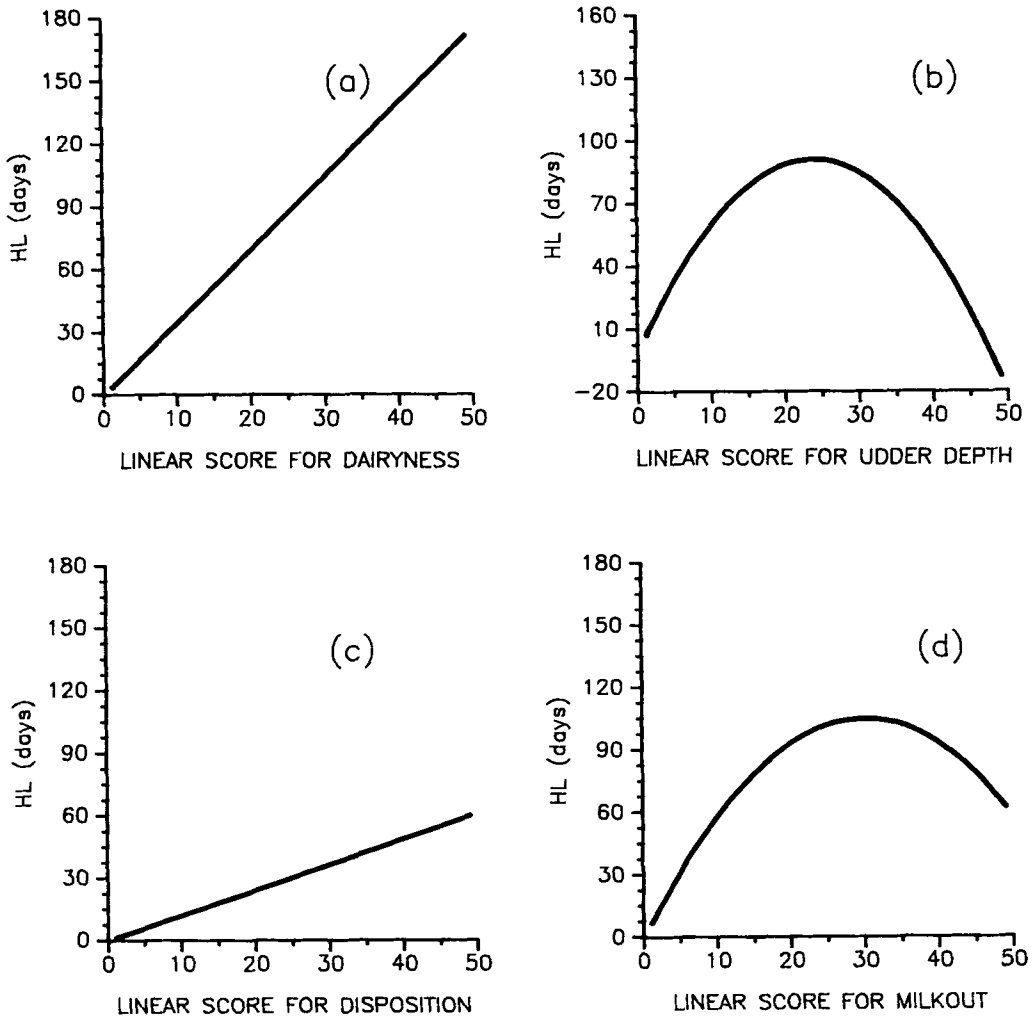 180
150
120
90
60
30
0
HL (days)
(a)
0 10 20 30 40 50
LINEAR SCORE FOR DAIRYNESS
160
130
100
70
40
10
−20
HL (days)
(b)
0 10 20 30 40 50
LINEAR SCORE FOR UDDER DEPTH
180
150
120
90
60
30
0
HL (days)
(c)
0 10 20 30 40 50
LINEAR SCORE FOR DISPOSITION
180
150
120
90
60
30
0
HL (days)
(d)
0 10 20 30 40 50
LINEAR SCORE FOR MILKOUT